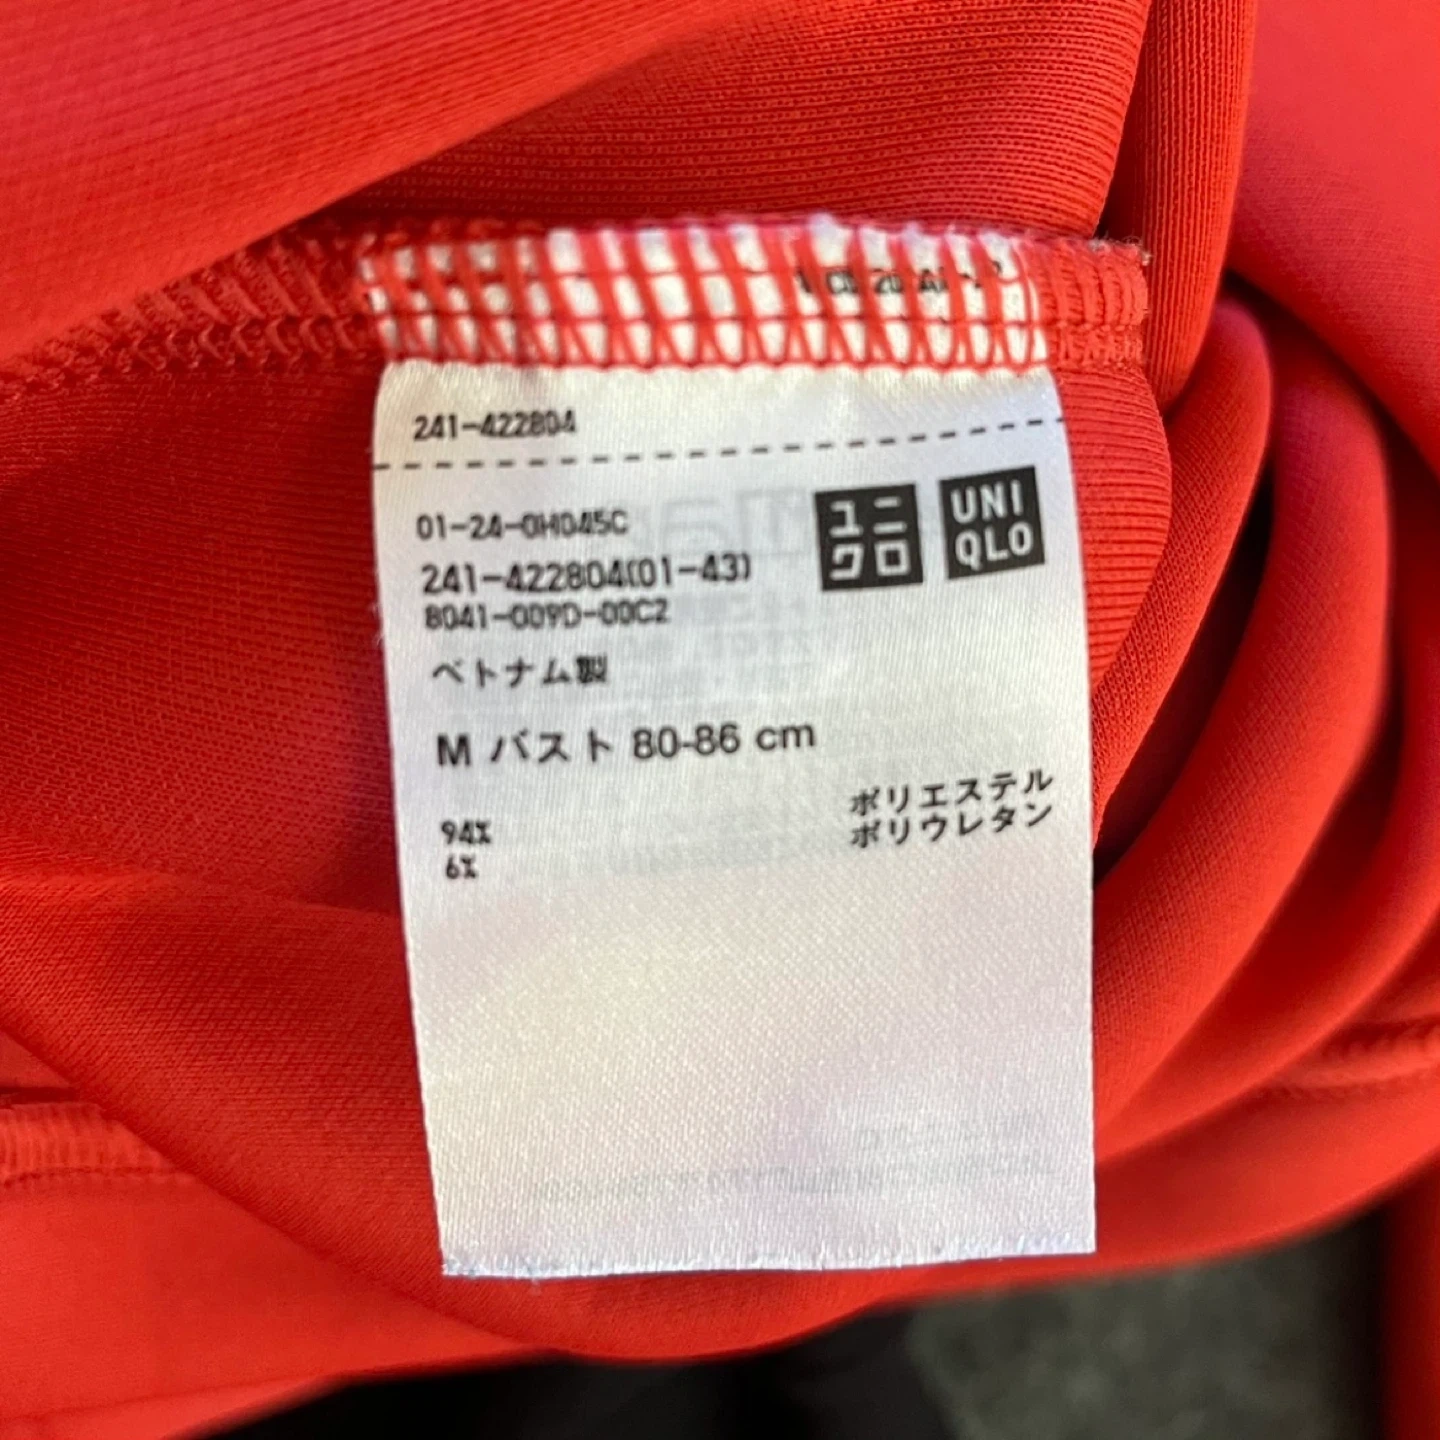 241-422804
ユニ
クロ
UNI
QLO
01-24-0H045C
241-422804(01-43)
8041-009D-00C2
ベトナム製
M バスト 80-86 cm
94% ポリエステル
6% ポリウレタン